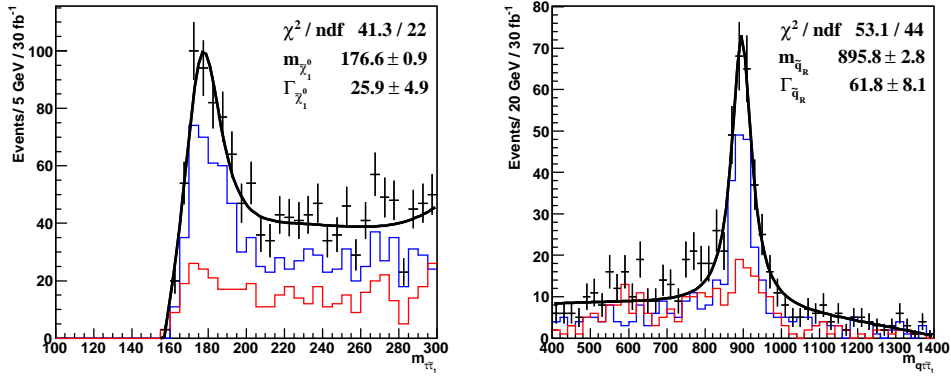 Events/ 5 GeV / 30 fb⁻¹
χ² / ndf 41.3 / 22
m_χ̃₁⁰ 176.6 ± 0.9
Γ_χ̃₁⁰ 25.9 ± 4.9
100
80
60
40
20
0
100 120 140 160 180 200 220 240 260 280 300
m_ττ̃₁
Events/ 20 GeV / 30 fb⁻¹
χ² / ndf 53.1 / 44
m_q̃R 895.8 ± 2.8
Γ_q̃R 61.8 ± 8.1
80
70
60
50
40
30
20
10
0
400 500 600 700 800 900 1000 1100 1200 1300 1400
m_qττ̃₁